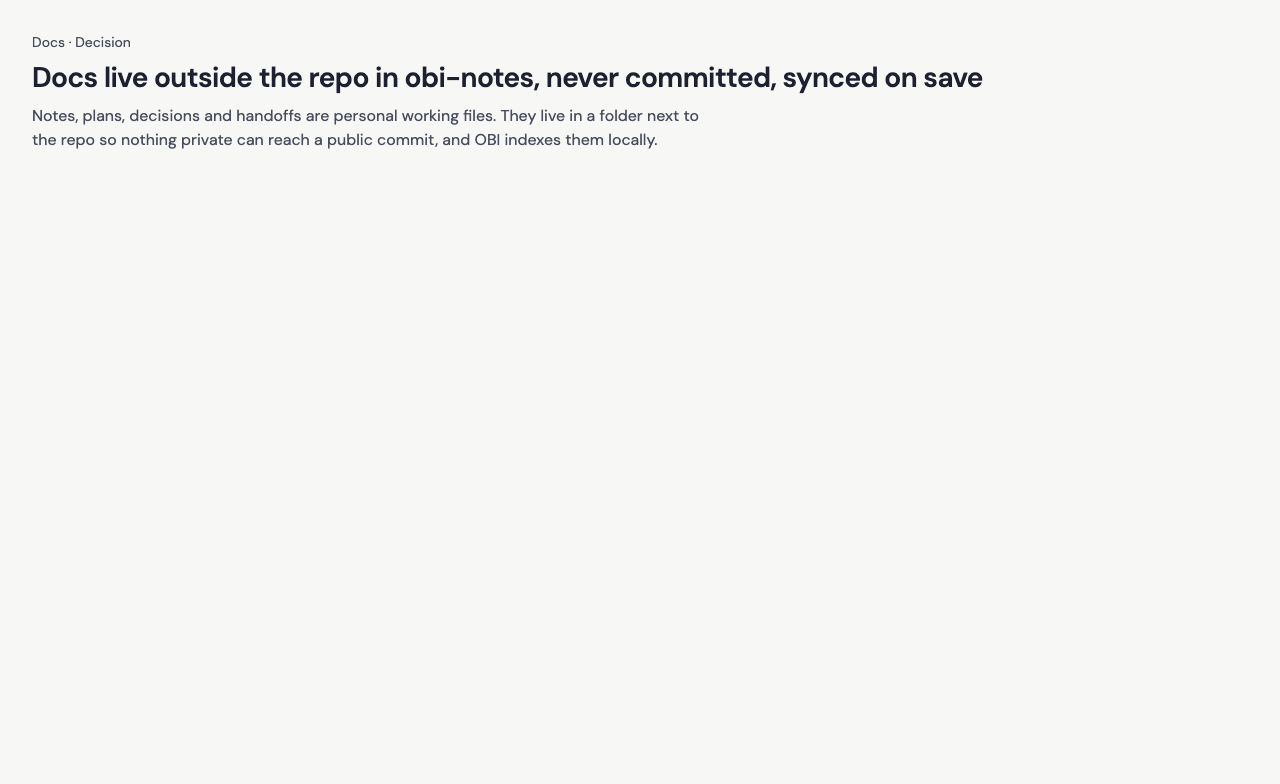 Docs · Decision
Docs live outside the repo in obi-notes, never committed, synced on save
Notes, plans, decisions and handoffs are personal working files. They live in a folder next to
the repo so nothing private can reach a public commit, and OBI indexes them locally.